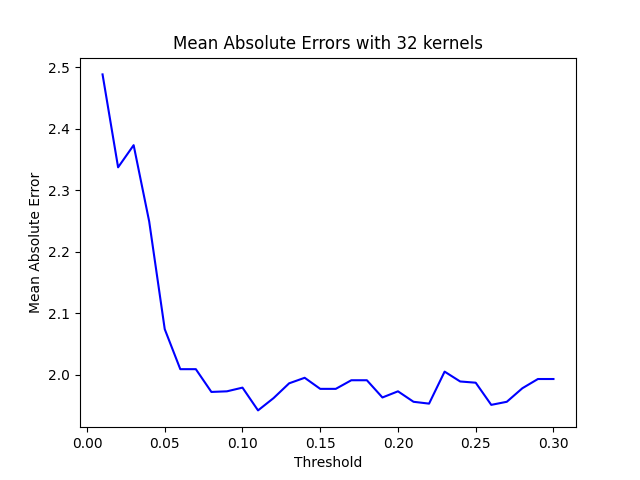 Mean Absolute Errors with 32 kernels
2.5
2.4
2.3
2.2
2.1
2.0
Mean Absolute Error
0.00 0.05 0.10 0.15 0.20 0.25 0.30
Threshold